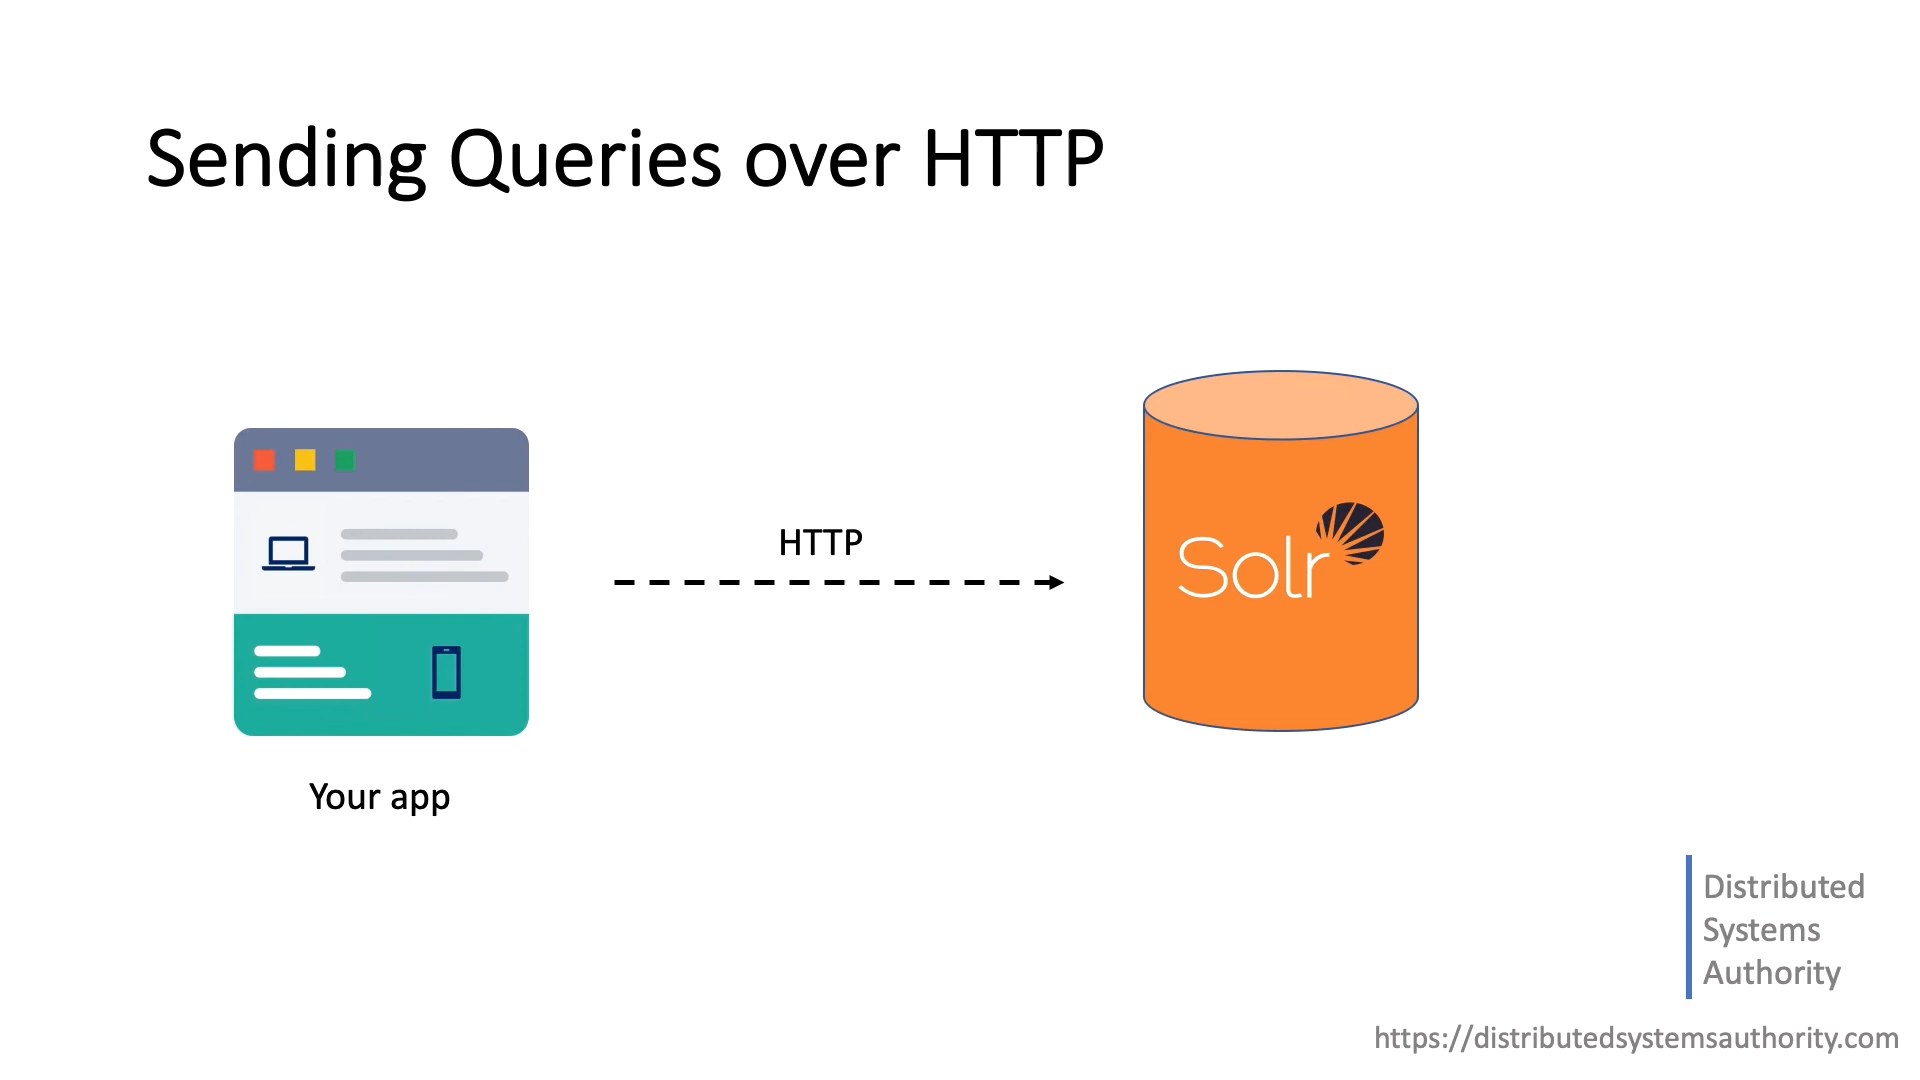 Sending Queries over HTTP
HTTP
Solr
Your app
Distributed
Systems
Authority
https://distributedsystemsauthority.com